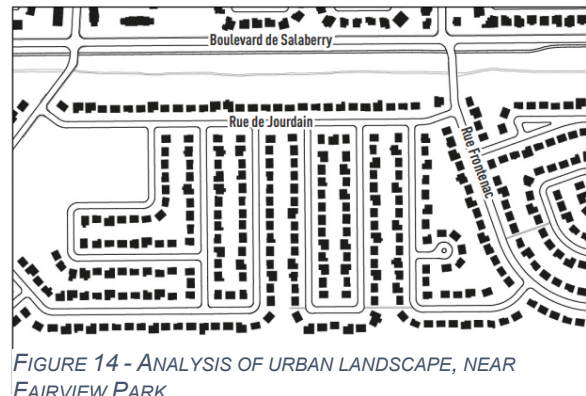 Boulevard de Salaberry
Rue de Jourdain
Rue Frontenac
FIGURE 14 - ANALYSIS OF URBAN LANDSCAPE, NEAR
FAIRVIEW PARK